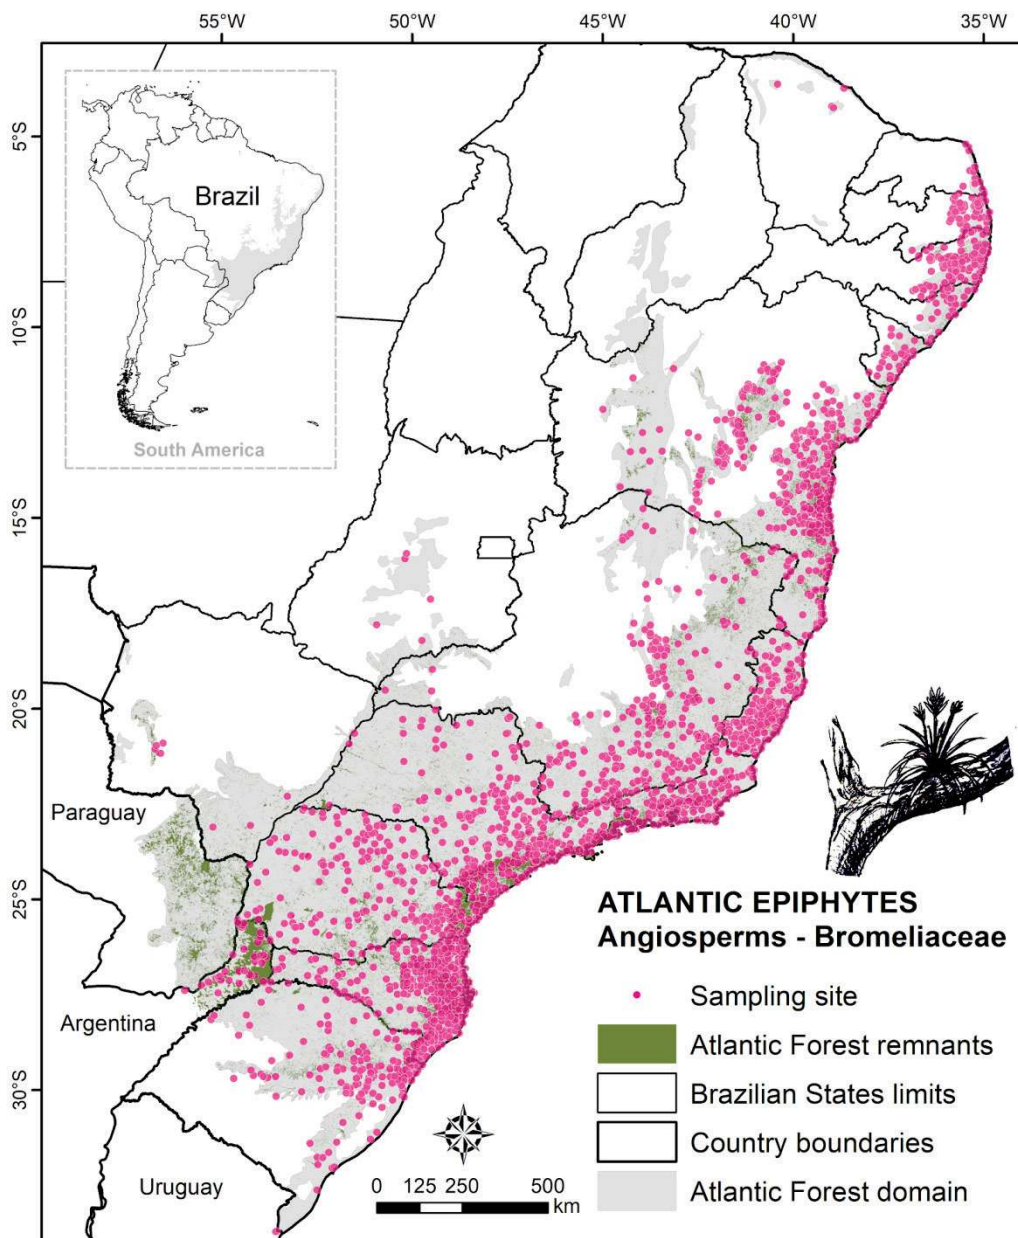 55°W 50°W 45°W 40°W 35°W
5°S
10°S
15°S
20°S
25°S
30°S
Brazil
South America
Paraguay
Argentina
Uruguay
ATLANTIC EPIPHYTES
Angiosperms - Bromeliaceae
Sampling site
Atlantic Forest remnants
Brazilian States limits
Country boundaries
Atlantic Forest domain
0 125 250 500
km